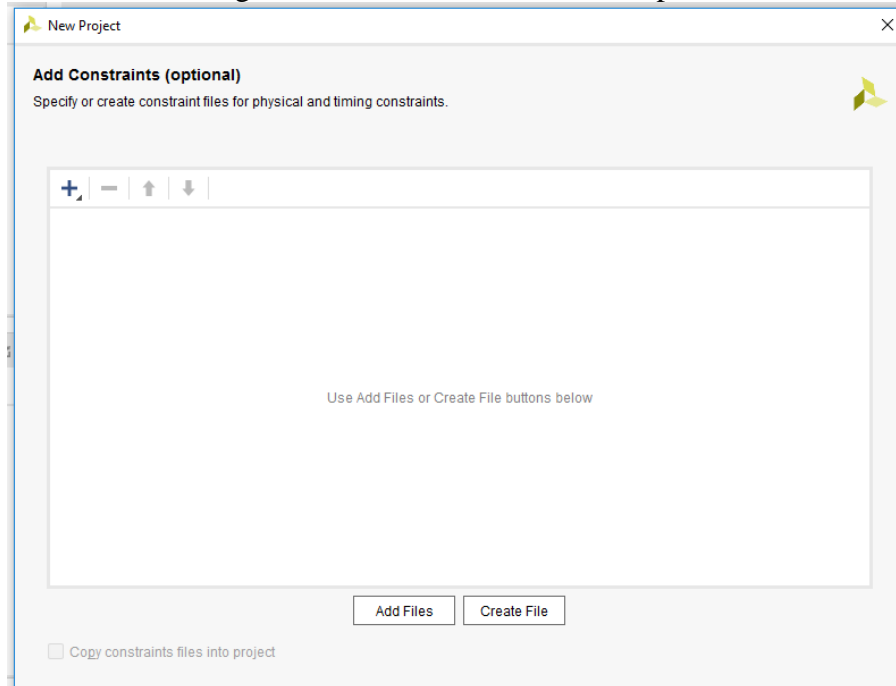 New Project
Add Constraints (optional)
Specify or create constraint files for physical and timing constraints.
Use Add Files or Create File buttons below
Add Files
Create File
Copy constraints files into project